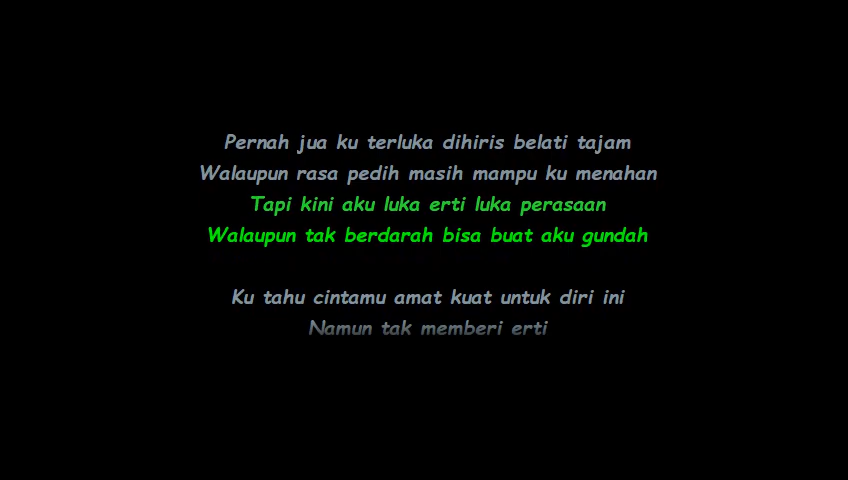 Pernah jua ku terluka dihiris belati tajam
Walaupun rasa pedih masih mampu ku menahan
Tapi kini aku luka erti luka perasaan
Walaupun tak berdarah bisa buat aku gundah
Ku tahu cintamu amat kuat untuk diri ini
Namun tak memberi erti